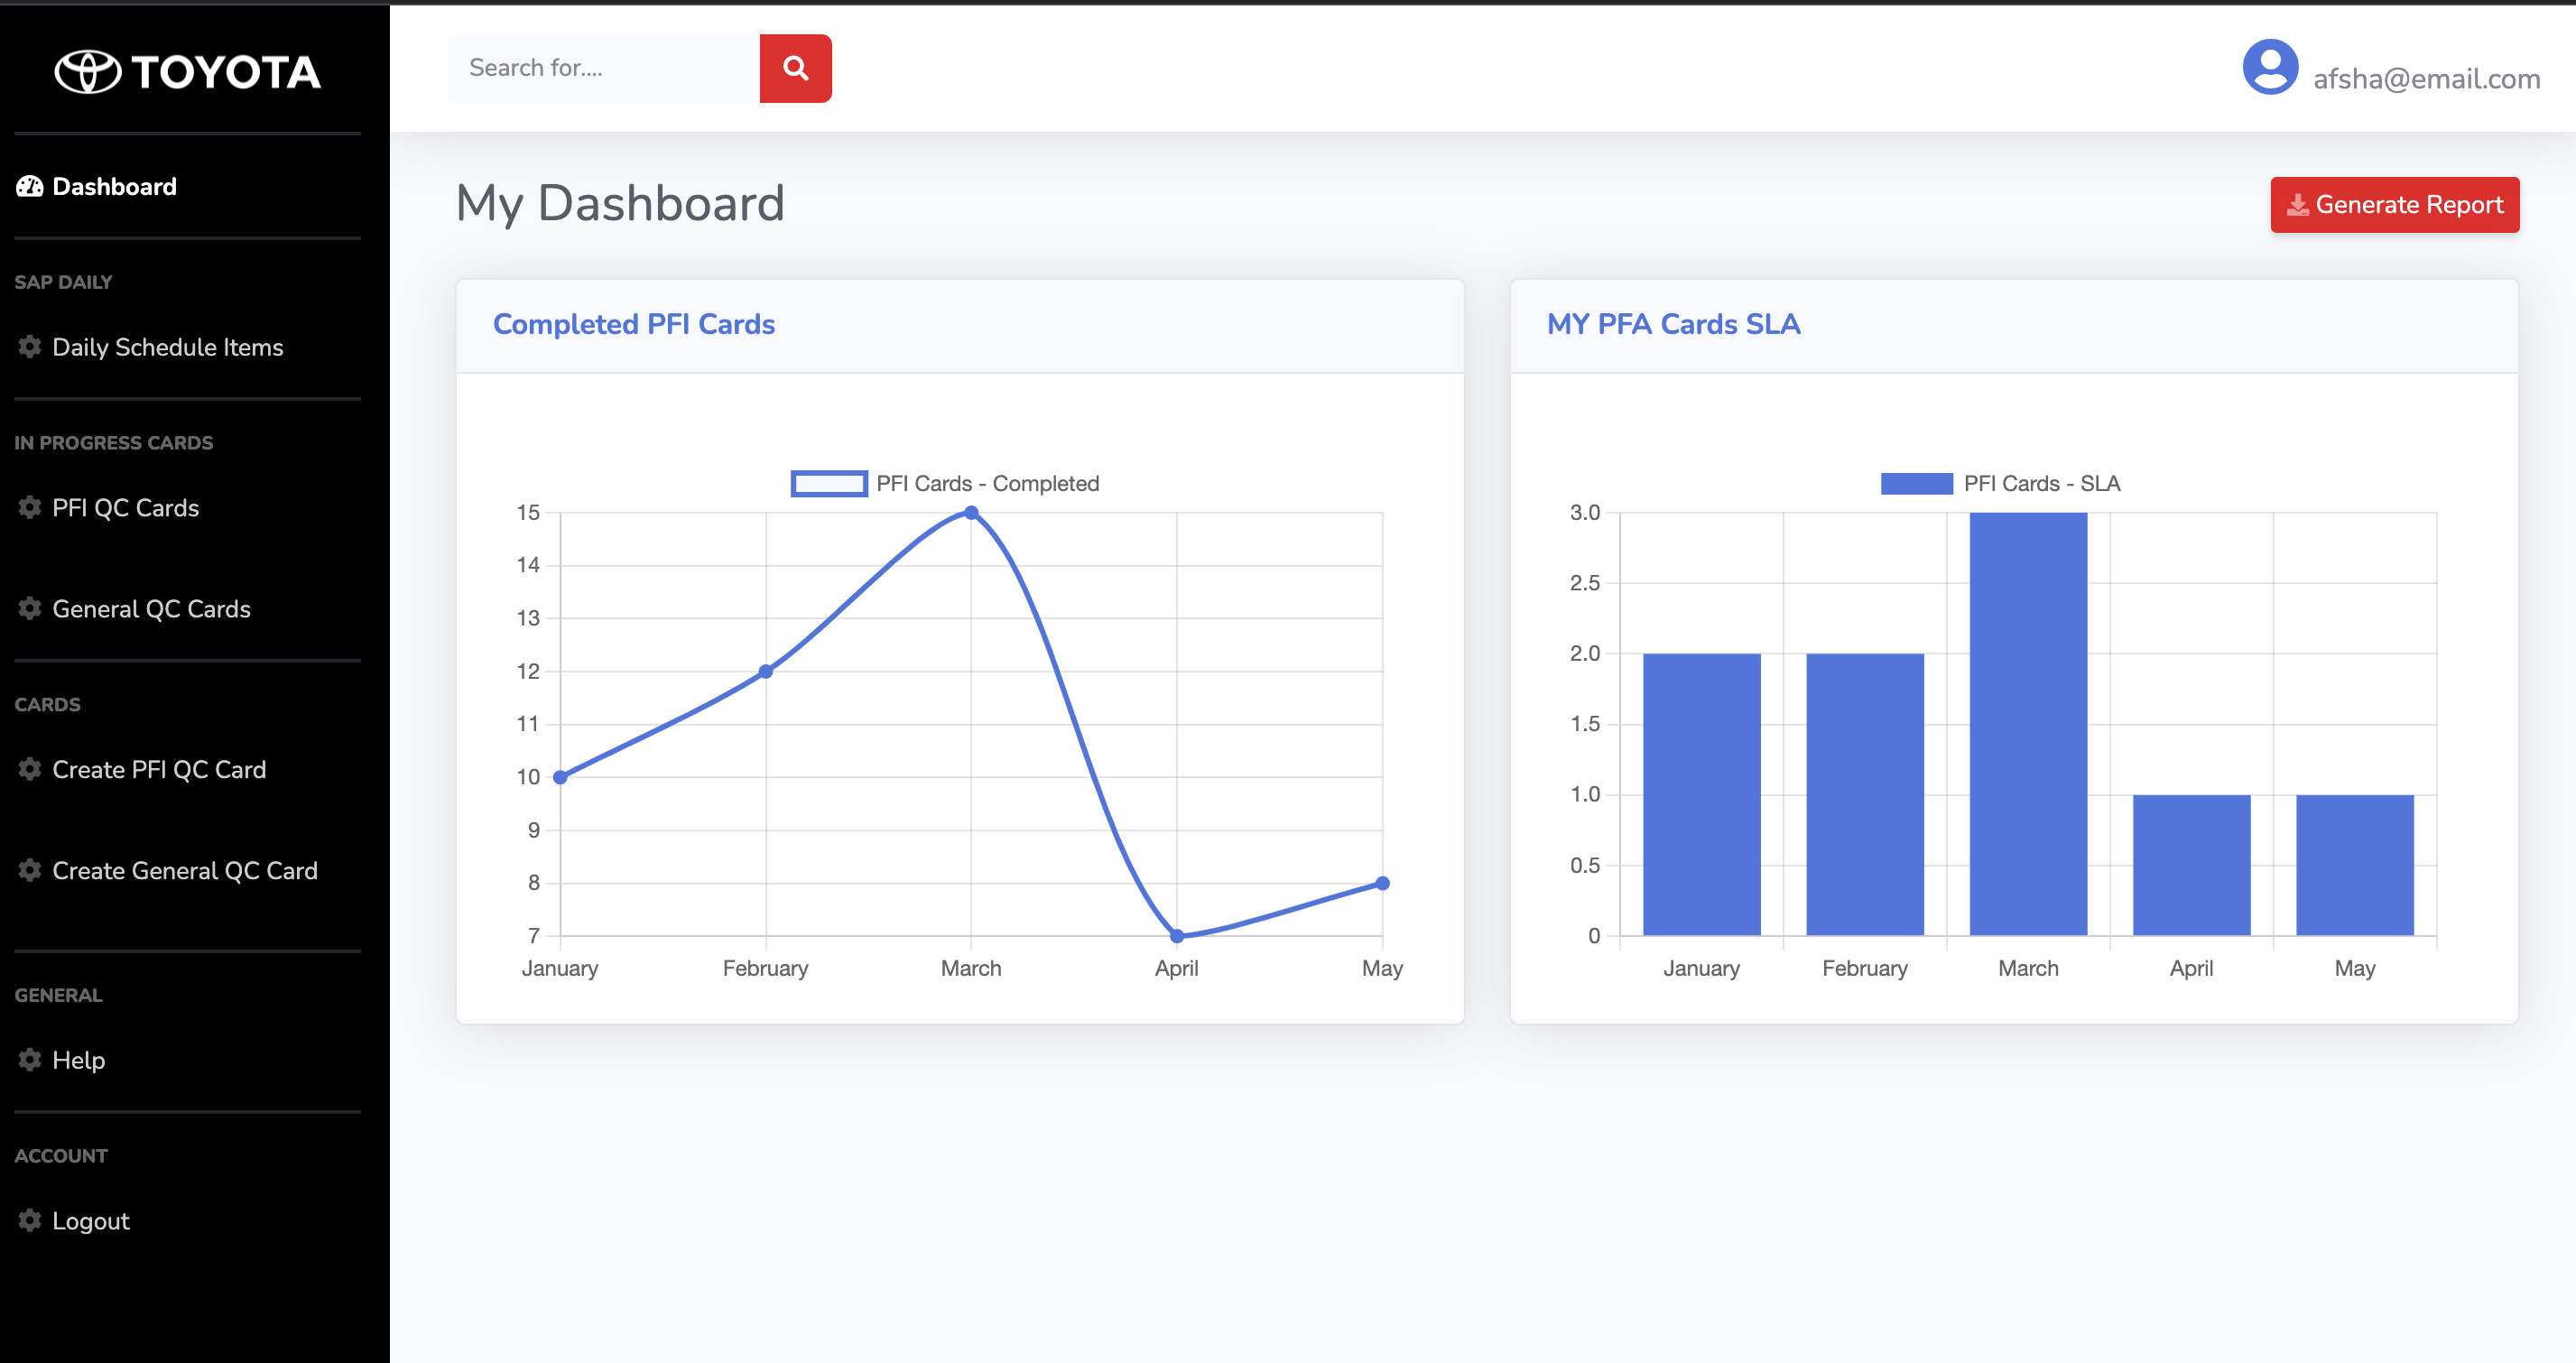 TOYOTA
Search for....
afsha@email.com
Dashboard
SAP DAILY
Daily Schedule Items
IN PROGRESS CARDS
PFI QC Cards
General QC Cards
CARDS
Create PFI QC Card
Create General QC Card
GENERAL
Help
ACCOUNT
Logout
My Dashboard
Generate Report
Completed PFI Cards
PFI Cards - Completed
15
14
13
12
11
10
9
8
7
January February March April May
MY PFA Cards SLA
PFI Cards - SLA
3.0
2.5
2.0
1.5
1.0
0.5
0
January February March April May